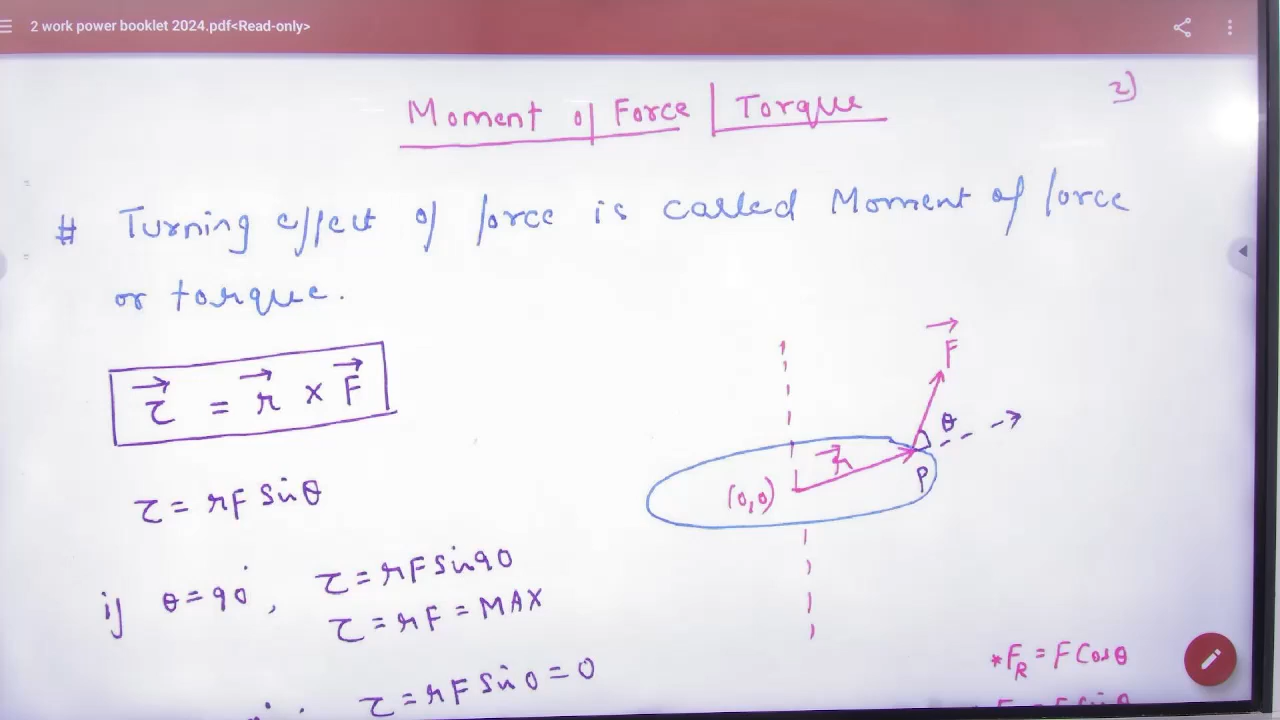 2 work power booklet 2024.pdf<Read-only>
Moment of Force | Torque
2)
# Turning effect of force is called Moment of force
or torque.
τ⃗ = r⃗ × F⃗
τ = rF sinθ
if θ = 90°, τ = rF sin90
τ = rF = MAX
τ = rF sin0 = 0
F⃗
θ
r⃗
(0,0)
P
*F_R = F Cosθ